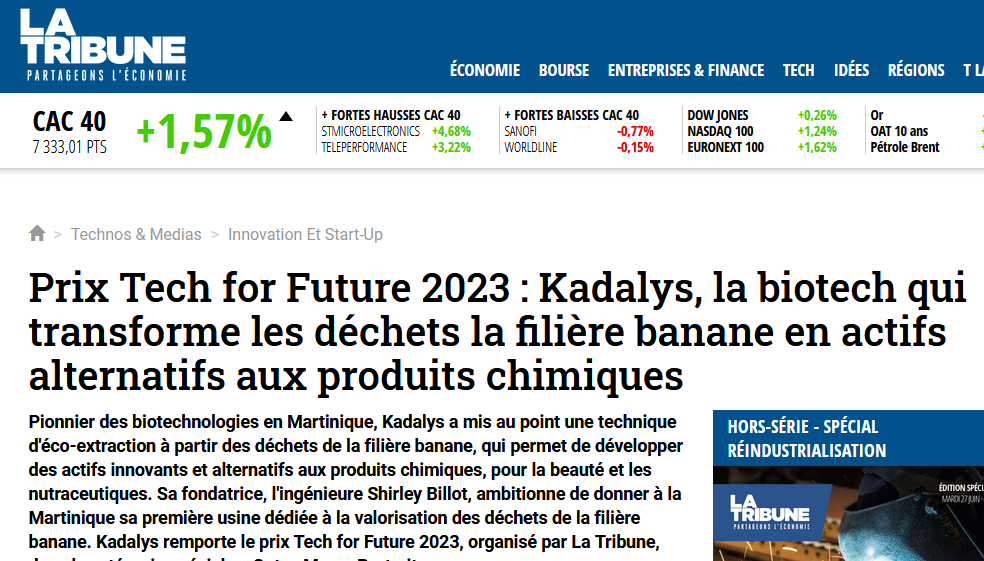 LA
TRIBUNE
PARTAGEONS L'ÉCONOMIE
ÉCONOMIE BOURSE ENTREPRISES & FINANCE TECH IDÉES RÉGIONS T LA
CAC 40
7 333,01 PTS
+1,57%
+ FORTES HAUSSES CAC 40
STMICROELECTRONICS +4,68%
TELEPERFORMANCE +3,22%
+ FORTES BAISSES CAC 40
SANOFI -0,77%
WORLDLINE -0,15%
DOW JONES +0,26%
NASDAQ 100 +1,24%
EURONEXT 100 +1,62%
Or
OAT 10 ans
Pétrole Brent
> Technos & Medias > Innovation Et Start-Up
Prix Tech for Future 2023 : Kadalys, la biotech qui
transforme les déchets la filière banane en actifs
alternatifs aux produits chimiques
Pionnier des biotechnologies en Martinique, Kadalys a mis au point une technique
d'éco-extraction à partir des déchets de la filière banane, qui permet de développer
des actifs innovants et alternatifs aux produits chimiques, pour la beauté et les
nutraceutiques. Sa fondatrice, l'ingénieure Shirley Billot, ambitionne de donner à la
Martinique sa première usine dédiée à la valorisation des déchets de la filière
banane. Kadalys remporte le prix Tech for Future 2023, organisé par La Tribune,
HORS-SÉRIE - SPÉCIAL
RÉINDUSTRIALISATION
LA
TRIBUNE
PARTAGEONS L'ÉCONOMIE
ÉDITION SPÉCI
MARDI 27 JUIN